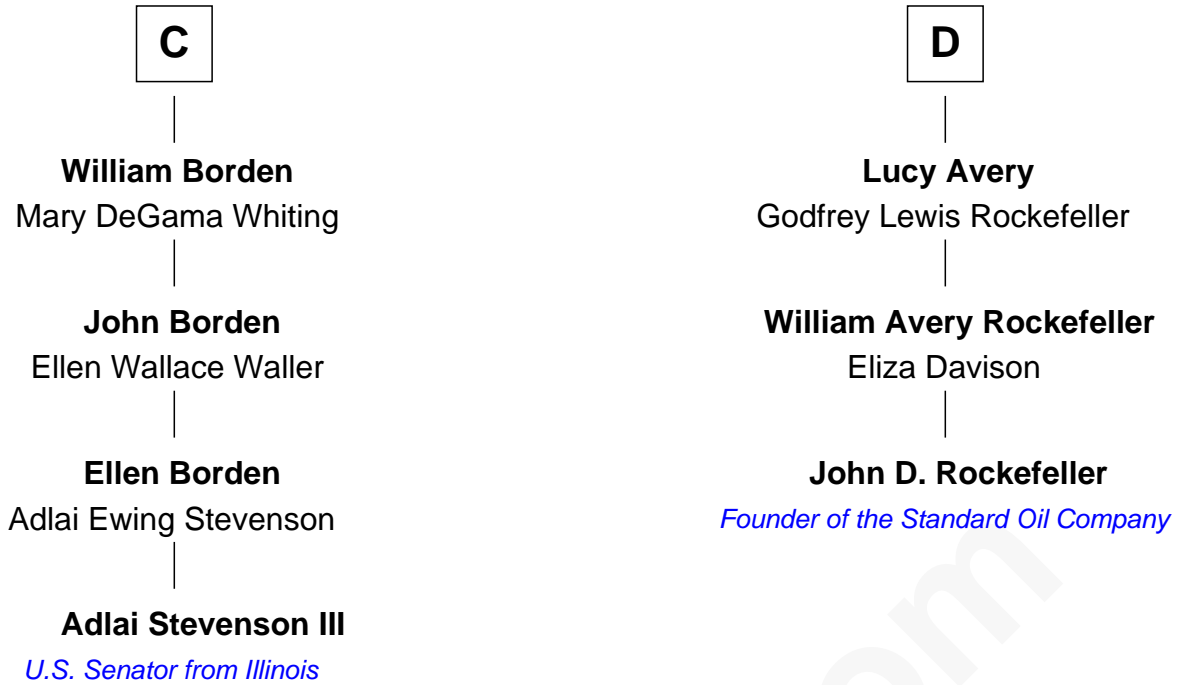 C
William Borden
Mary DeGama Whiting
John Borden
Ellen Wallace Waller
Ellen Borden
Adlai Ewing Stevenson
Adlai Stevenson III
U.S. Senator from Illinois
D
Lucy Avery
Godfrey Lewis Rockefeller
William Avery Rockefeller
Eliza Davison
John D. Rockefeller
Founder of the Standard Oil Company